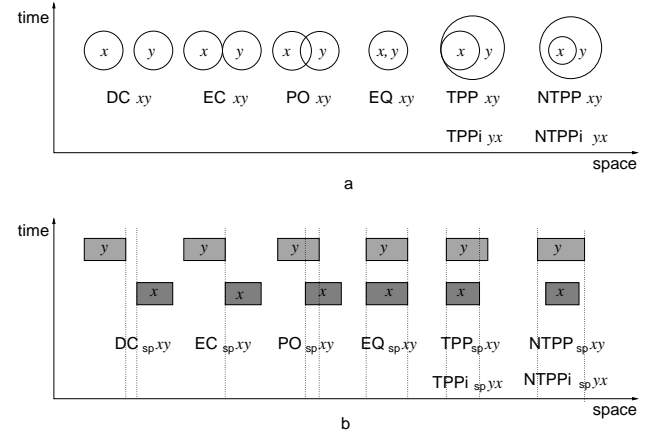 time
x y x y x y x, y x y x y
DC xy EC xy PO xy EQ xy TPP xy NTPP xy
TPPi yx NTPPi yx
space
a
time
y y y y y y
x x x x x x
DC sp xy EC sp xy PO sp xy EQ sp xy TPP sp xy NTPP sp xy
TPPi sp yx NTPPi sp yx
space
b